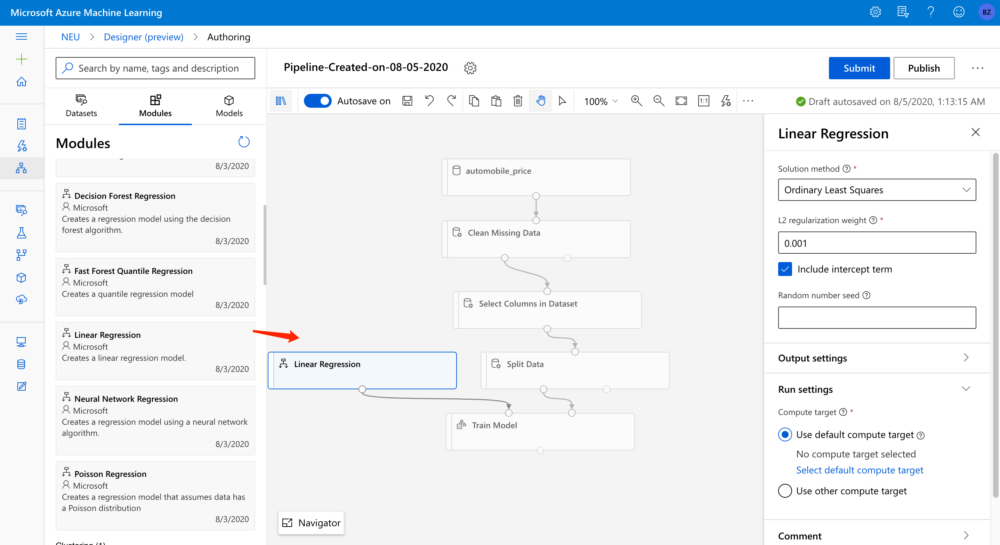 Microsoft Azure Machine Learning
BZ
NEU > Designer (preview) > Authoring
Search by name, tags and description
Datasets
Modules
Models
Modules
8/3/2020
Decision Forest Regression
Microsoft
Creates a regression model using the decision
forest algorithm.
8/3/2020
Fast Forest Quantile Regression
Microsoft
Creates a quantile regression model
8/3/2020
Linear Regression
Microsoft
Creates a linear regression model.
8/3/2020
Neural Network Regression
Microsoft
Creates a regression model using a neural network
algorithm.
8/3/2020
Poisson Regression
Microsoft
Creates a regression model that assumes data has
a Poisson distribution
8/3/2020
Clustering (1)
Pipeline-Created-on-08-05-2020
Submit
Publish
Autosave on
100%
1:1
Draft autosaved on 8/5/2020, 1:13:15 AM
automobile_price
Clean Missing Data
Select Columns in Dataset
Linear Regression
Split Data
Train Model
Navigator
Linear Regression
Solution method *
Ordinary Least Squares
L2 regularization weight *
0.001
Include intercept term
Random number seed
Output settings
Run settings
Compute target *
Use default compute target
No compute target selected
Select default compute target
Use other compute target
Comment